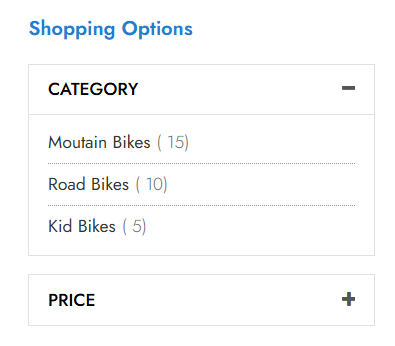 Shopping Options
CATEGORY
Moutain Bikes ( 15)
Road Bikes ( 10)
Kid Bikes ( 5)
PRICE